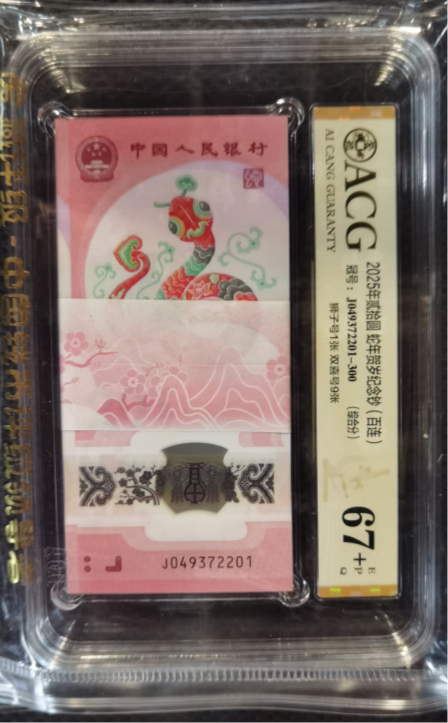 中国人民银行
J049372201
ACG
AI CANG GUARANTY
2025年贰拾圆 蛇年贺岁纪念钞（百连）
冠号：J049372201-300 （综合分）
狮子号1张 双喜号9张
67+
E
P
Q